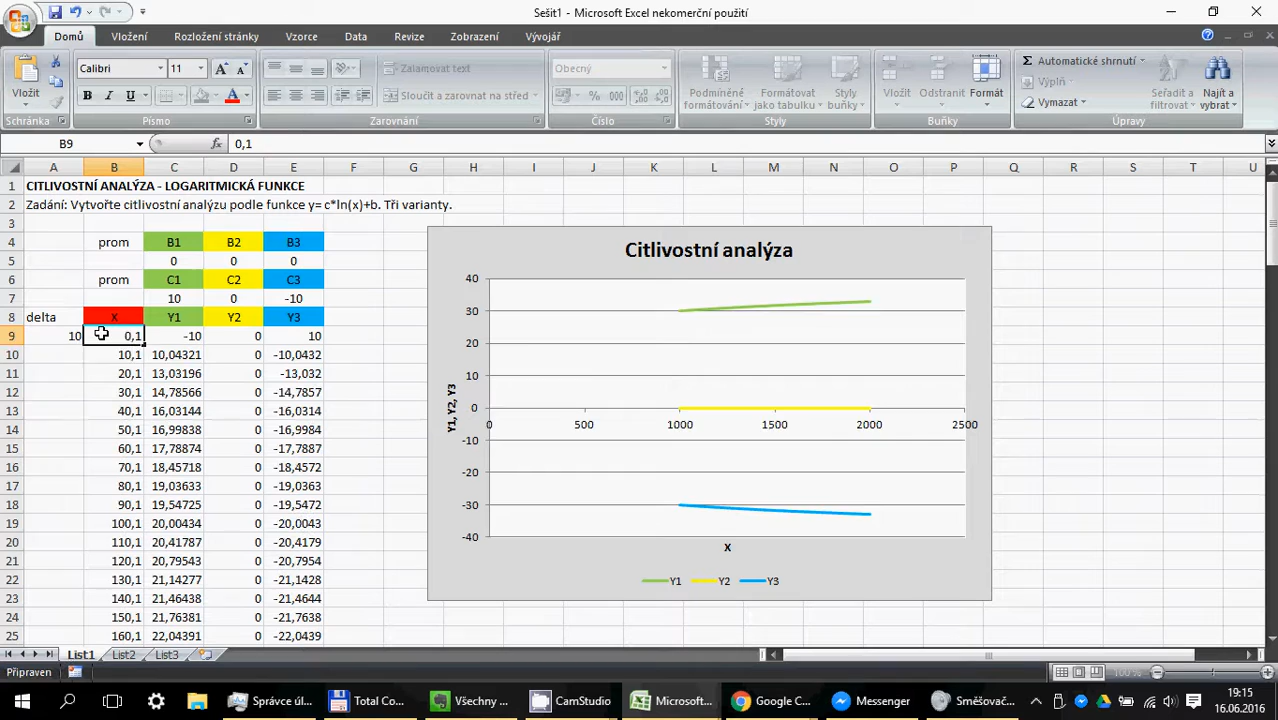 Sešit1 - Microsoft Excel nekomerční použití
Domů Vložení Rozložení stránky Vzorce Data Revize Zobrazení Vývojář
Vložit Calibri 11 Zalamovat text Obecný Podmíněné formátování Formátovat jako tabulku Styly buňky Vložit Odstranit Formát Automatické shrnutí Seřadit a filtrovat Najít a vybrat
B I U Sloučit a zarovnat na střed % 000 Výplň
Vymazat
Schránka Písmo Zarovnání Číslo Styly Buňky Úpravy
B9 fx 0,1
A B C D E F G H I J K L M N O P Q R S T U
1 CITLIVOSTNÍ ANALÝZA - LOGARITMICKÁ FUNKCE
2 Zadání: Vytvořte citlivostní analýzu podle funkce y= c*ln(x)+b. Tři varianty.
3
4 prom B1 B2 B3
5 0 0 0
6 prom C1 C2 C3
7 10 0 -10
8 delta X Y1 Y2 Y3
9 10 0,1 -10 0 10
10 10,1 10,04321 0 -10,0432
11 20,1 13,03196 0 -13,032
12 30,1 14,78566 0 -14,7857
13 40,1 16,03144 0 -16,0314
14 50,1 16,99838 0 -16,9984
15 60,1 17,78874 0 -17,7887
16 70,1 18,45718 0 -18,4572
17 80,1 19,03633 0 -19,0363
18 90,1 19,54725 0 -19,5472
19 100,1 20,00434 0 -20,0043
20 110,1 20,41787 0 -20,4179
21 120,1 20,79543 0 -20,7954
22 130,1 21,14277 0 -21,1428
23 140,1 21,46438 0 -21,4644
24 150,1 21,76381 0 -21,7638
25 160,1 22,04391 0 -22,0439
Citlivostní analýza
40
30
20
10
0
-10
-20
-30
-40
Y1, Y2, Y3
0 500 1000 1500 2000 2500
X
Y1 Y2 Y3
List1 List2 List3
Připraven 100 %
Správce úl... Total Co... Všechny ... CamStudio Microsoft... Google C... Messenger Směšovač...
19:15
16.06.2016